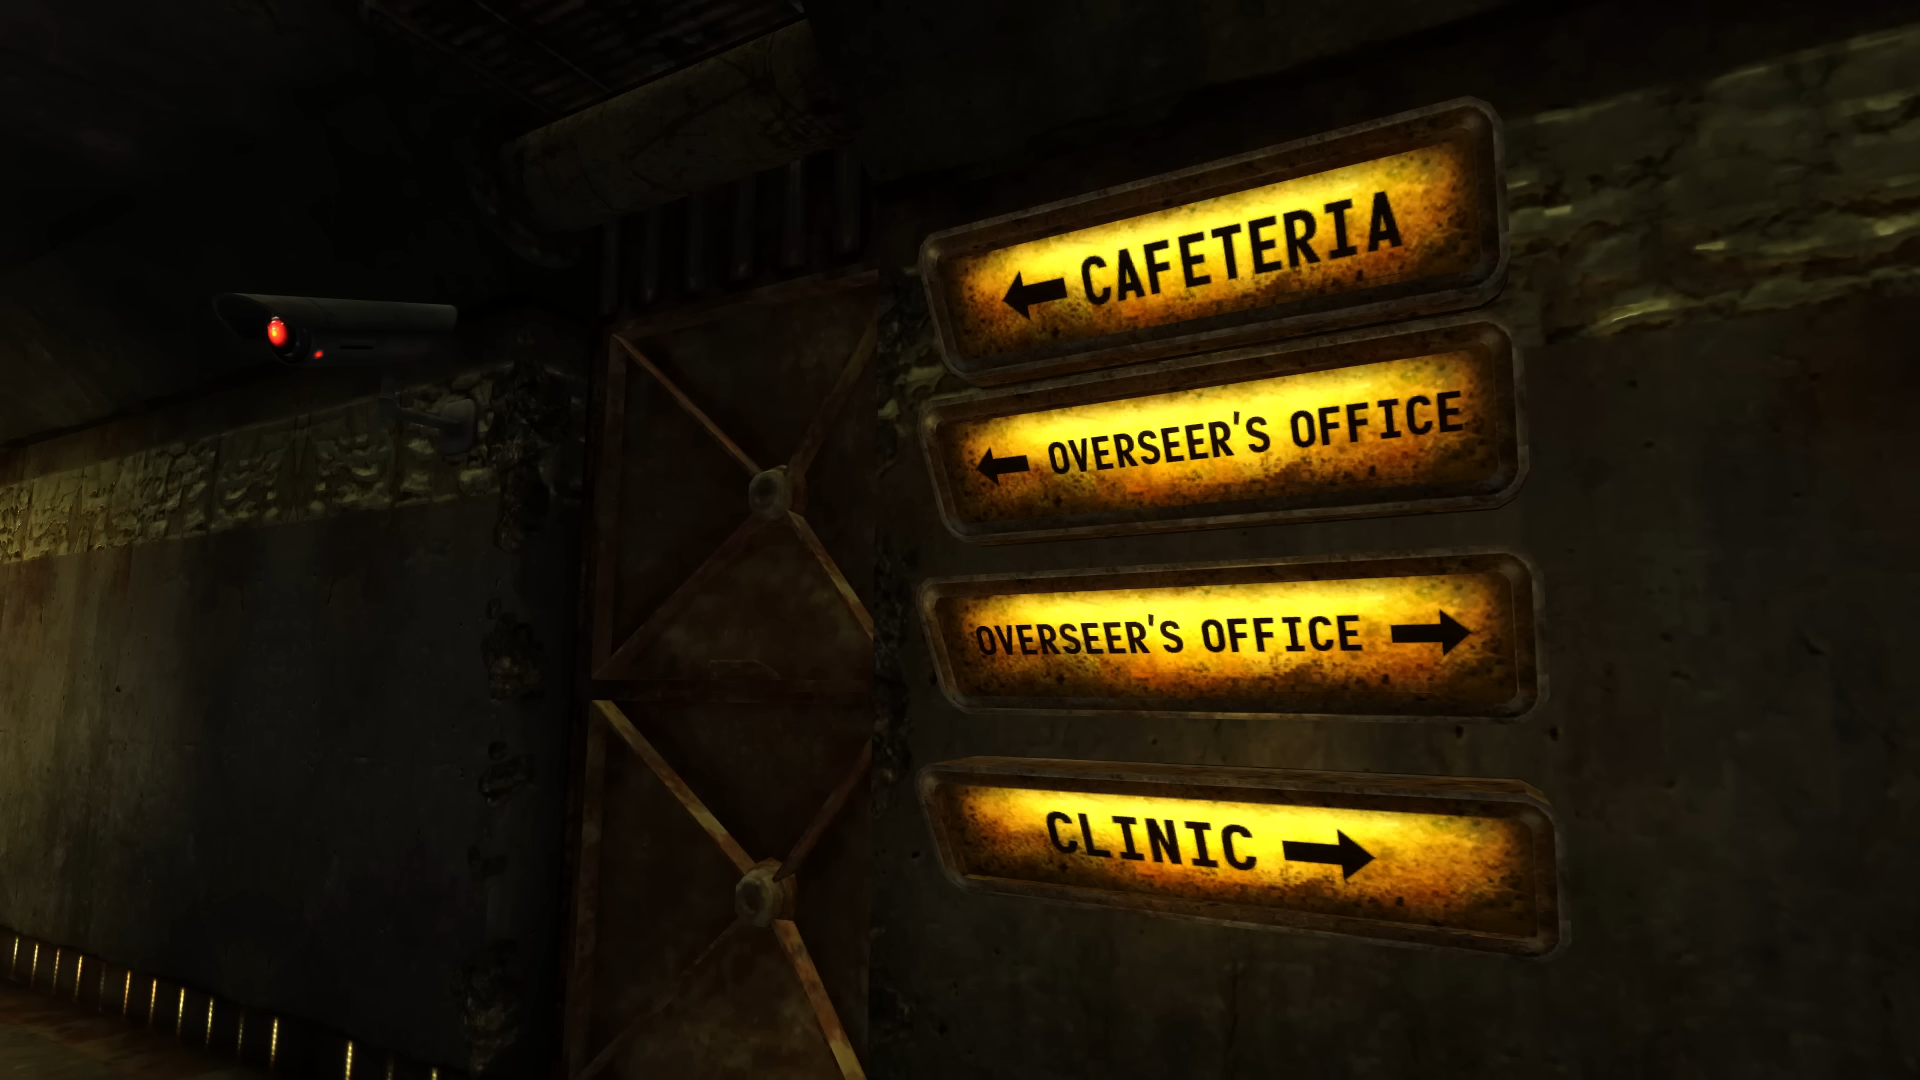 ← CAFETERIA
← OVERSEER'S OFFICE
OVERSEER'S OFFICE →
CLINIC →